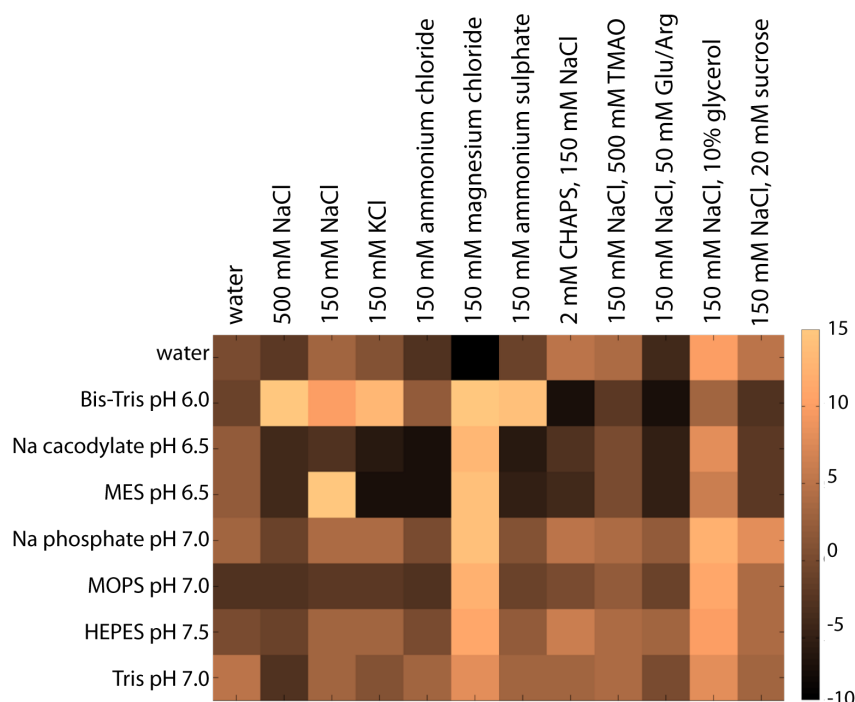 water
500 mM NaCl
150 mM NaCl
150 mM KCl
150 mM ammonium chloride
150 mM magnesium chloride
150 mM ammonium sulphate
2 mM CHAPS, 150 mM NaCl
150 mM NaCl, 500 mM TMAO
150 mM NaCl, 50 mM Glu/Arg
150 mM NaCl, 10% glycerol
150 mM NaCl, 20 mM sucrose
water
Bis-Tris pH 6.0
Na cacodylate pH 6.5
MES pH 6.5
Na phosphate pH 7.0
MOPS pH 7.0
HEPES pH 7.5
Tris pH 7.0
15
10
5
0
-5
-10